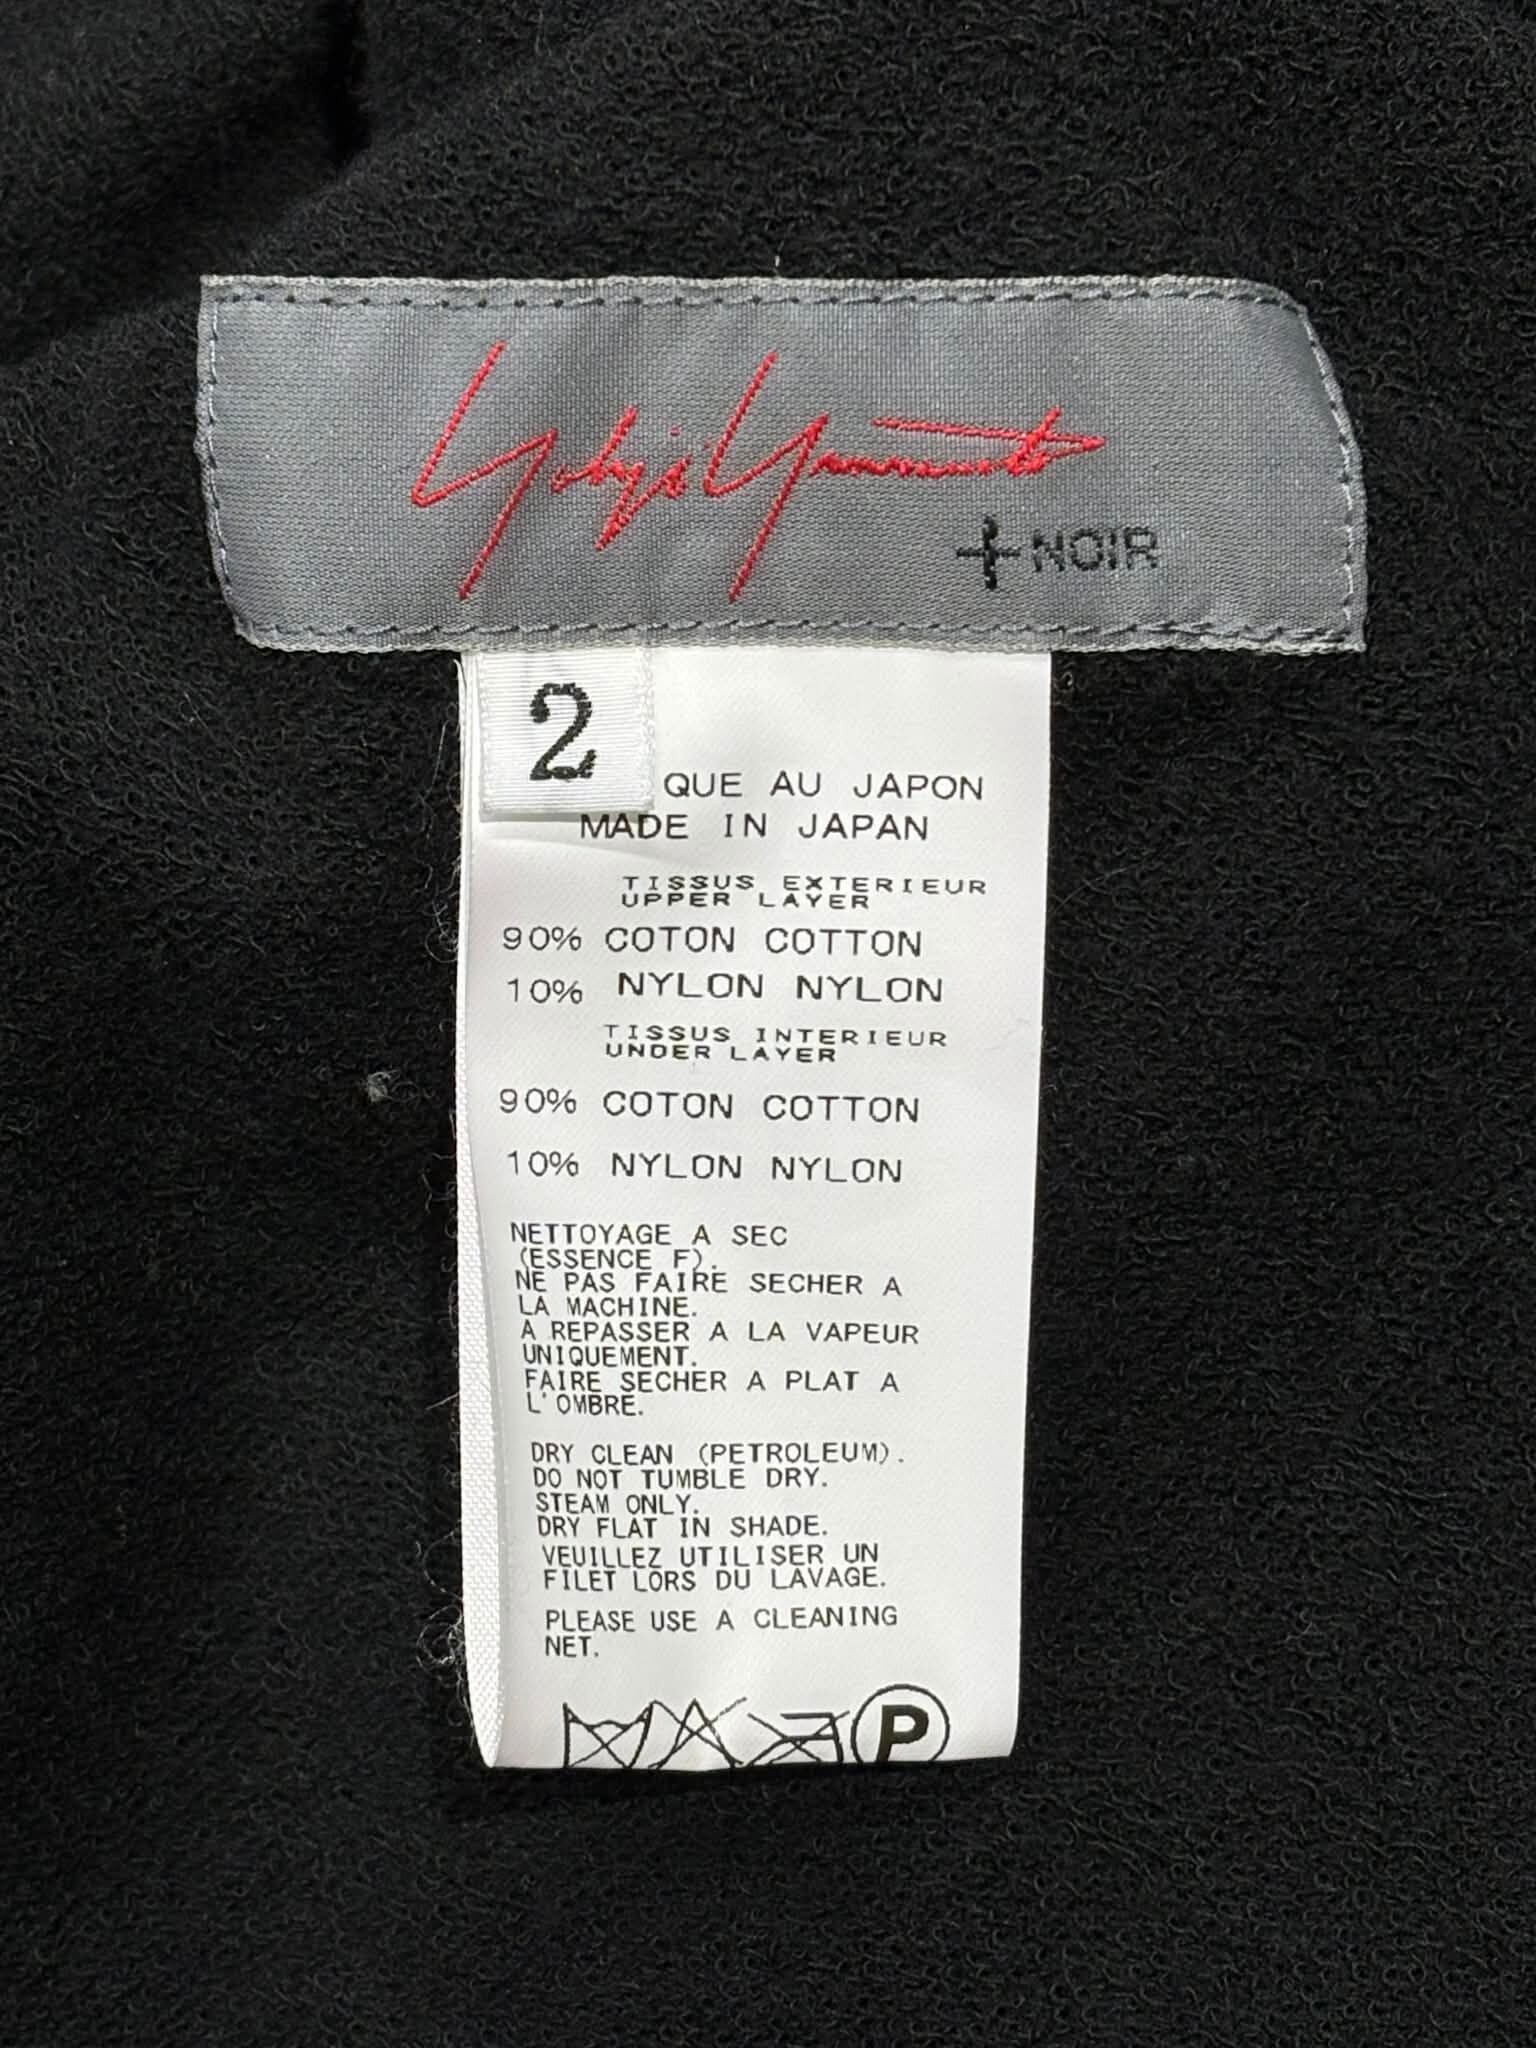 Yohji Yamamoto
+NOIR
2
QUE AU JAPON
MADE IN JAPAN
TISSUS EXTERIEUR
UPPER LAYER
90% COTON COTTON
10% NYLON NYLON
TISSUS INTERIEUR
UNDER LAYER
90% COTON COTTON
10% NYLON NYLON
NETTOYAGE A SEC
(ESSENCE F).
NE PAS FAIRE SECHER A
LA MACHINE.
A REPASSER A LA VAPEUR
UNIQUEMENT.
FAIRE SECHER A PLAT A
L'OMBRE.
DRY CLEAN (PETROLEUM).
DO NOT TUMBLE DRY.
STEAM ONLY.
DRY FLAT IN SHADE.
VEUILLEZ UTILISER UN
FILET LORS DU LAVAGE.
PLEASE USE A CLEANING
NET.
P